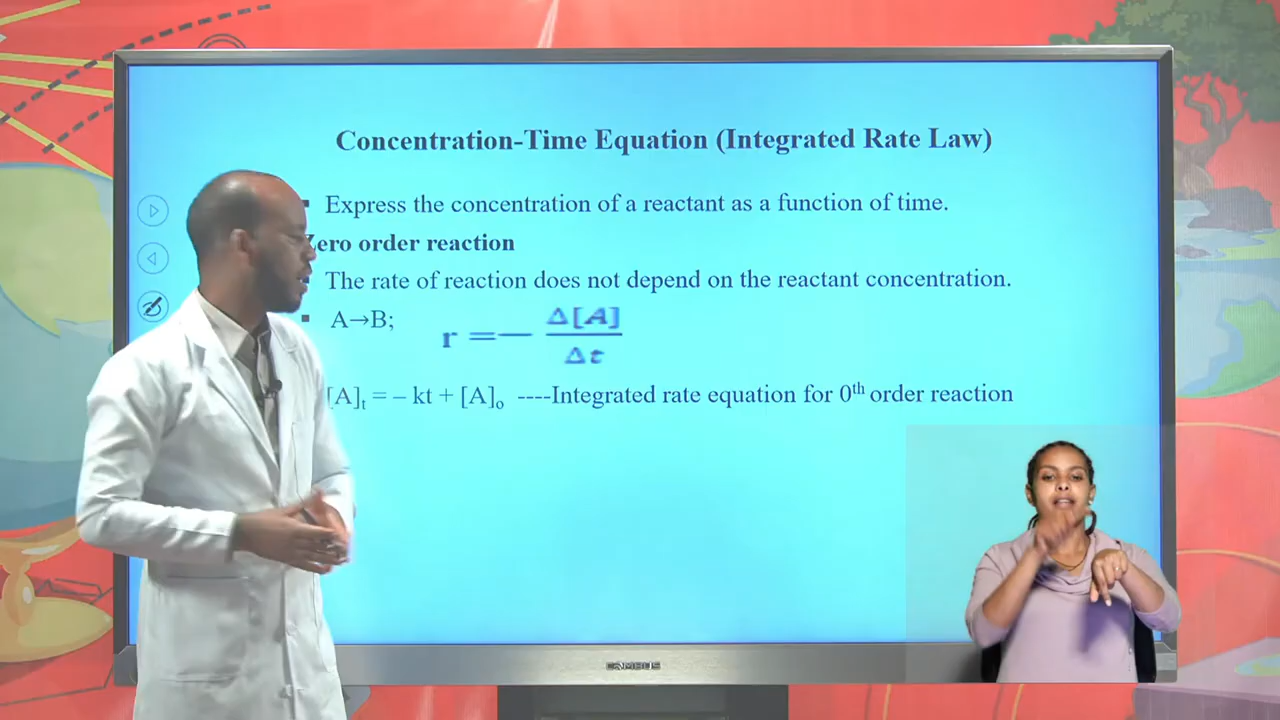 Concentration-Time Equation (Integrated Rate Law)
Express the concentration of a reactant as a function of time.
Zero order reaction
The rate of reaction does not depend on the reactant concentration.
A→B; r = − Δ[A] / Δt
[A]t = – kt + [A]o ----Integrated rate equation for 0th order reaction